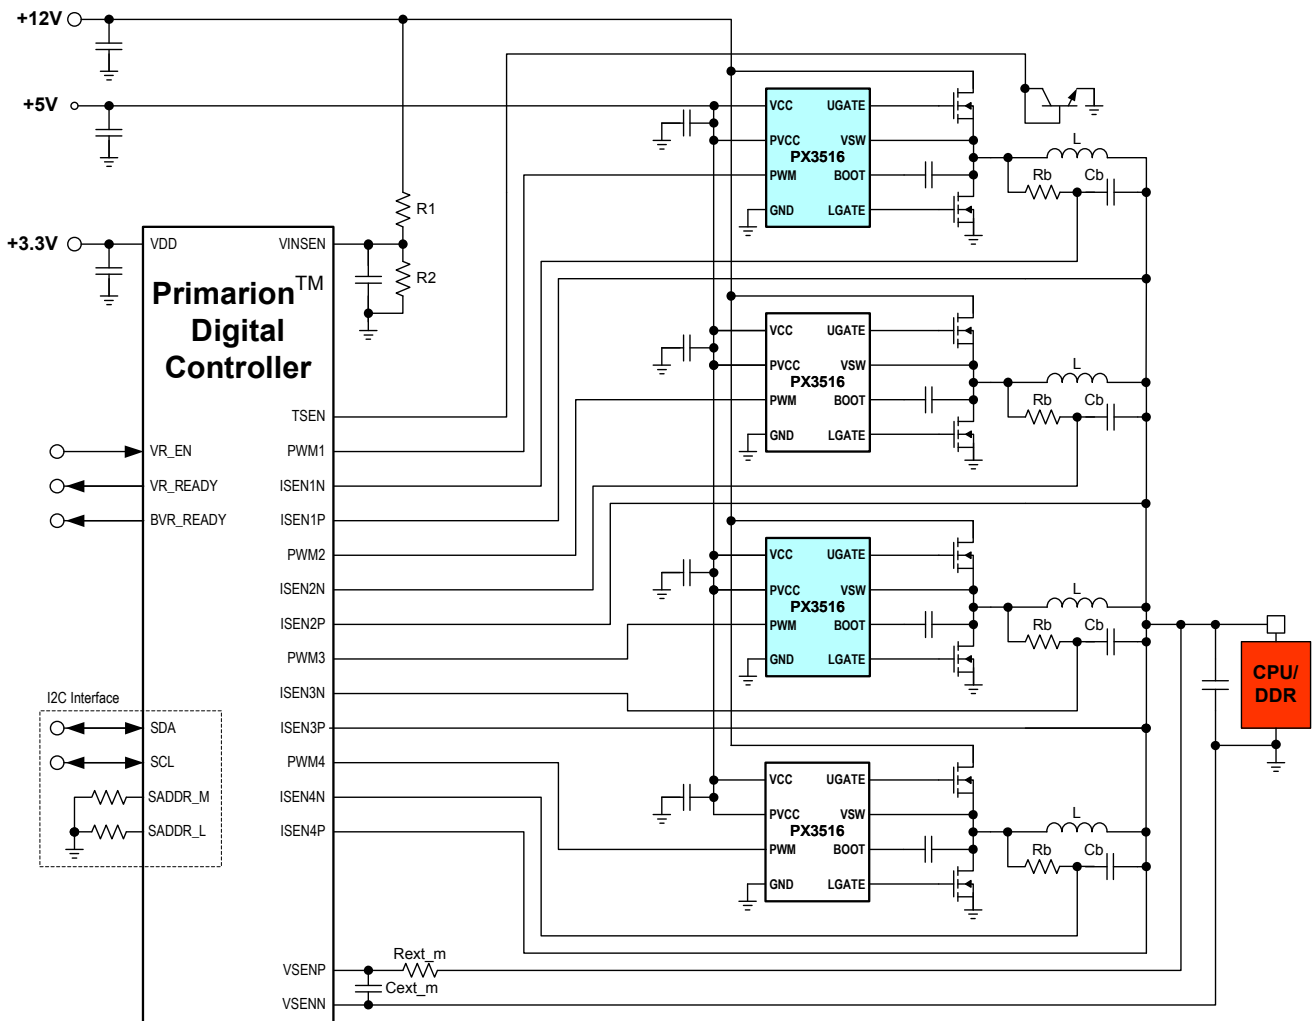 +12V
+5V
+3.3V
R1
R2
VDD
VINSEN
Primarion™
Digital
Controller
TSEN
VR_EN
PWM1
VR_READY
ISEN1N
BVR_READY
ISEN1P
PWM2
ISEN2N
ISEN2P
PWM3
ISEN3N
I2C Interface
SDA
ISEN3P
SCL
PWM4
SADDR_M
ISEN4N
SADDR_L
ISEN4P
VSENP
VSENN
Rext_m
Cext_m
VCC
UGATE
PVCC
VSW
PX3516
PWM
BOOT
GND
LGATE
L
Rb
Cb
VCC
UGATE
PVCC
VSW
PX3516
PWM
BOOT
GND
LGATE
L
Rb
Cb
VCC
UGATE
PVCC
VSW
PX3516
PWM
BOOT
GND
LGATE
L
Rb
Cb
VCC
UGATE
PVCC
VSW
PX3516
PWM
BOOT
GND
LGATE
L
Rb
Cb
CPU/
DDR